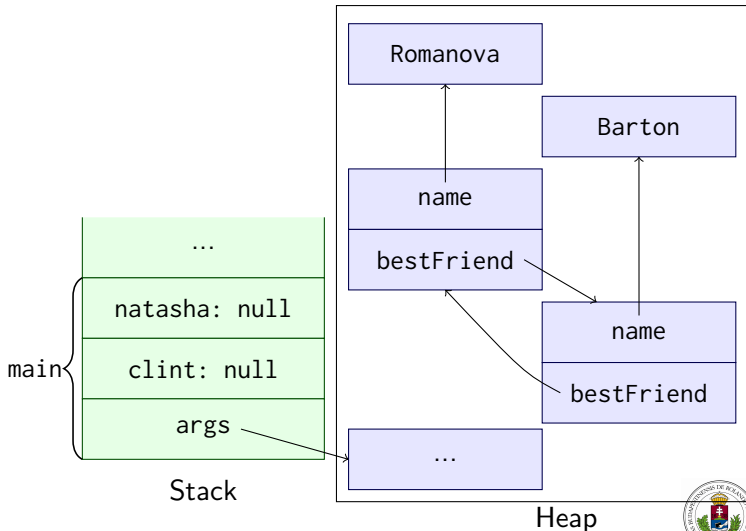 Romanova
Barton
name
bestFriend
name
bestFriend
...
natasha: null
clint: null
main
args
...
Stack
Heap